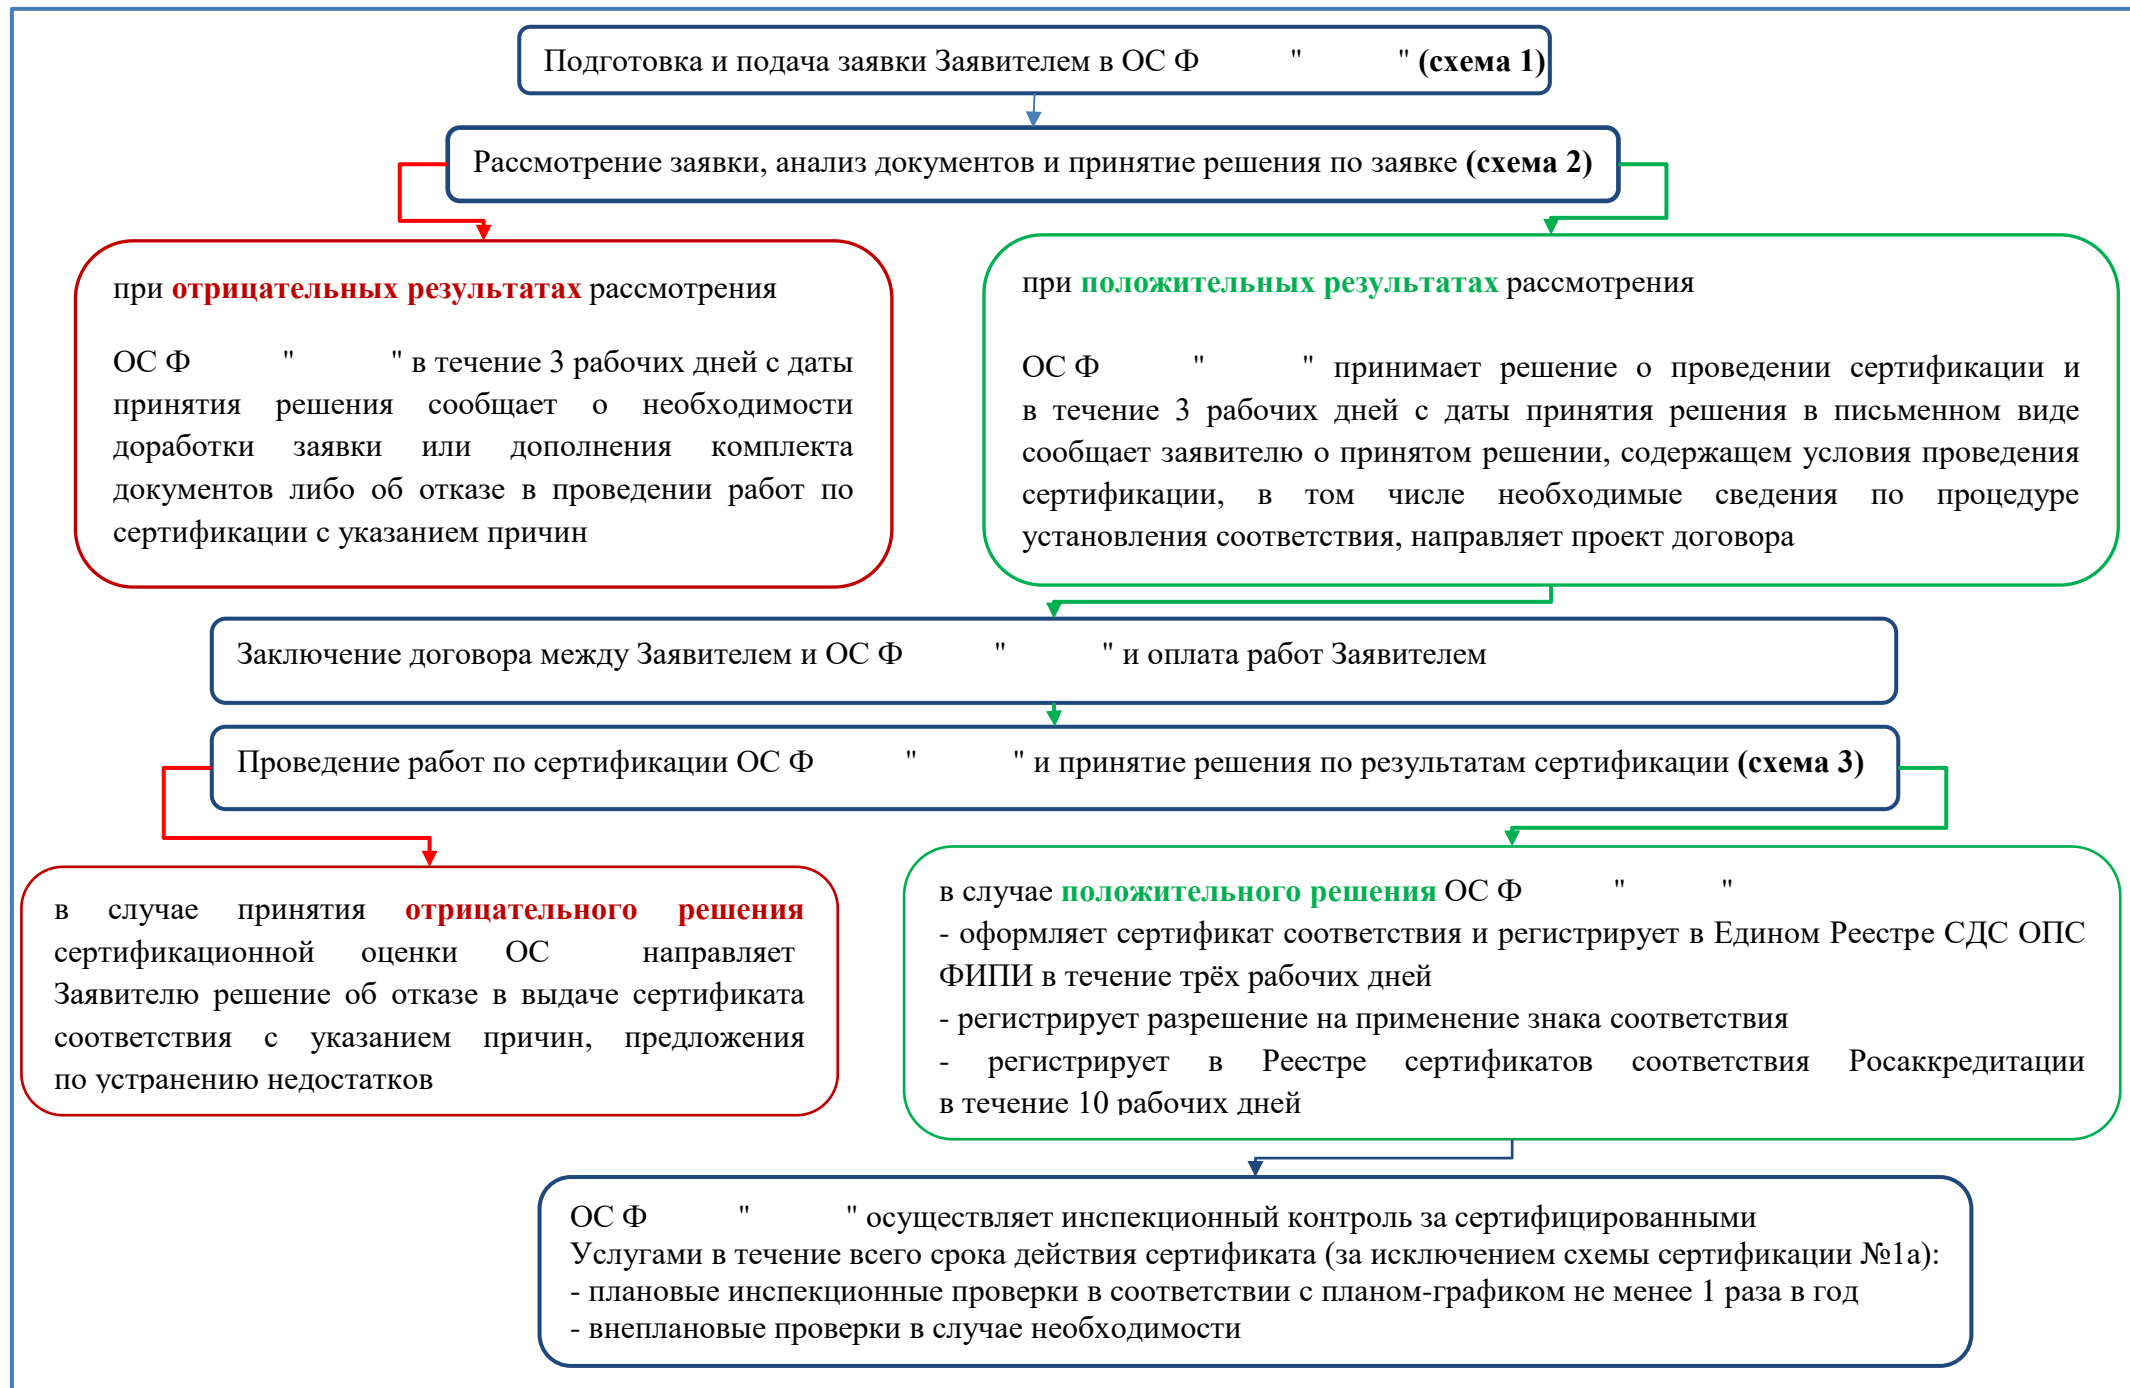 Подготовка и подача заявки Заявителем в ОС Ф " " (схема 1)
Рассмотрение заявки, анализ документов и принятие решения по заявке (схема 2)
при отрицательных результатах рассмотрения
ОС Ф " " в течение 3 рабочих дней с даты
принятия решения сообщает о необходимости
доработки заявки или дополнения комплекта
документов либо об отказе в проведении работ по
сертификации с указанием причин
при положительных результатах рассмотрения
ОС Ф " " принимает решение о проведении сертификации и
в течение 3 рабочих дней с даты принятия решения в письменном виде
сообщает заявителю о принятом решении, содержащем условия проведения
сертификации, в том числе необходимые сведения по процедуре
установления соответствия, направляет проект договора
Заключение договора между Заявителем и ОС Ф " " и оплата работ Заявителем
Проведение работ по сертификации ОС Ф " " и принятие решения по результатам сертификации (схема 3)
в случае принятия отрицательного решения
сертификационной оценки ОС направляет
Заявителю решение об отказе в выдаче сертификата
соответствия с указанием причин, предложения
по устранению недостатков
в случае положительного решения ОС Ф " "
- оформляет сертификат соответствия и регистрирует в Едином Реестре СДС ОПС
ФИПИ в течение трёх рабочих дней
- регистрирует разрешение на применение знака соответствия
- регистрирует в Реестре сертификатов соответствия Росаккредитации
в течение 10 рабочих дней
ОС Ф " " осуществляет инспекционный контроль за сертифицированными
Услугами в течение всего срока действия сертификата (за исключением схемы сертификации №1а):
- плановые инспекционные проверки в соответствии с планом-графиком не менее 1 раза в год
- внеплановые проверки в случае необходимости